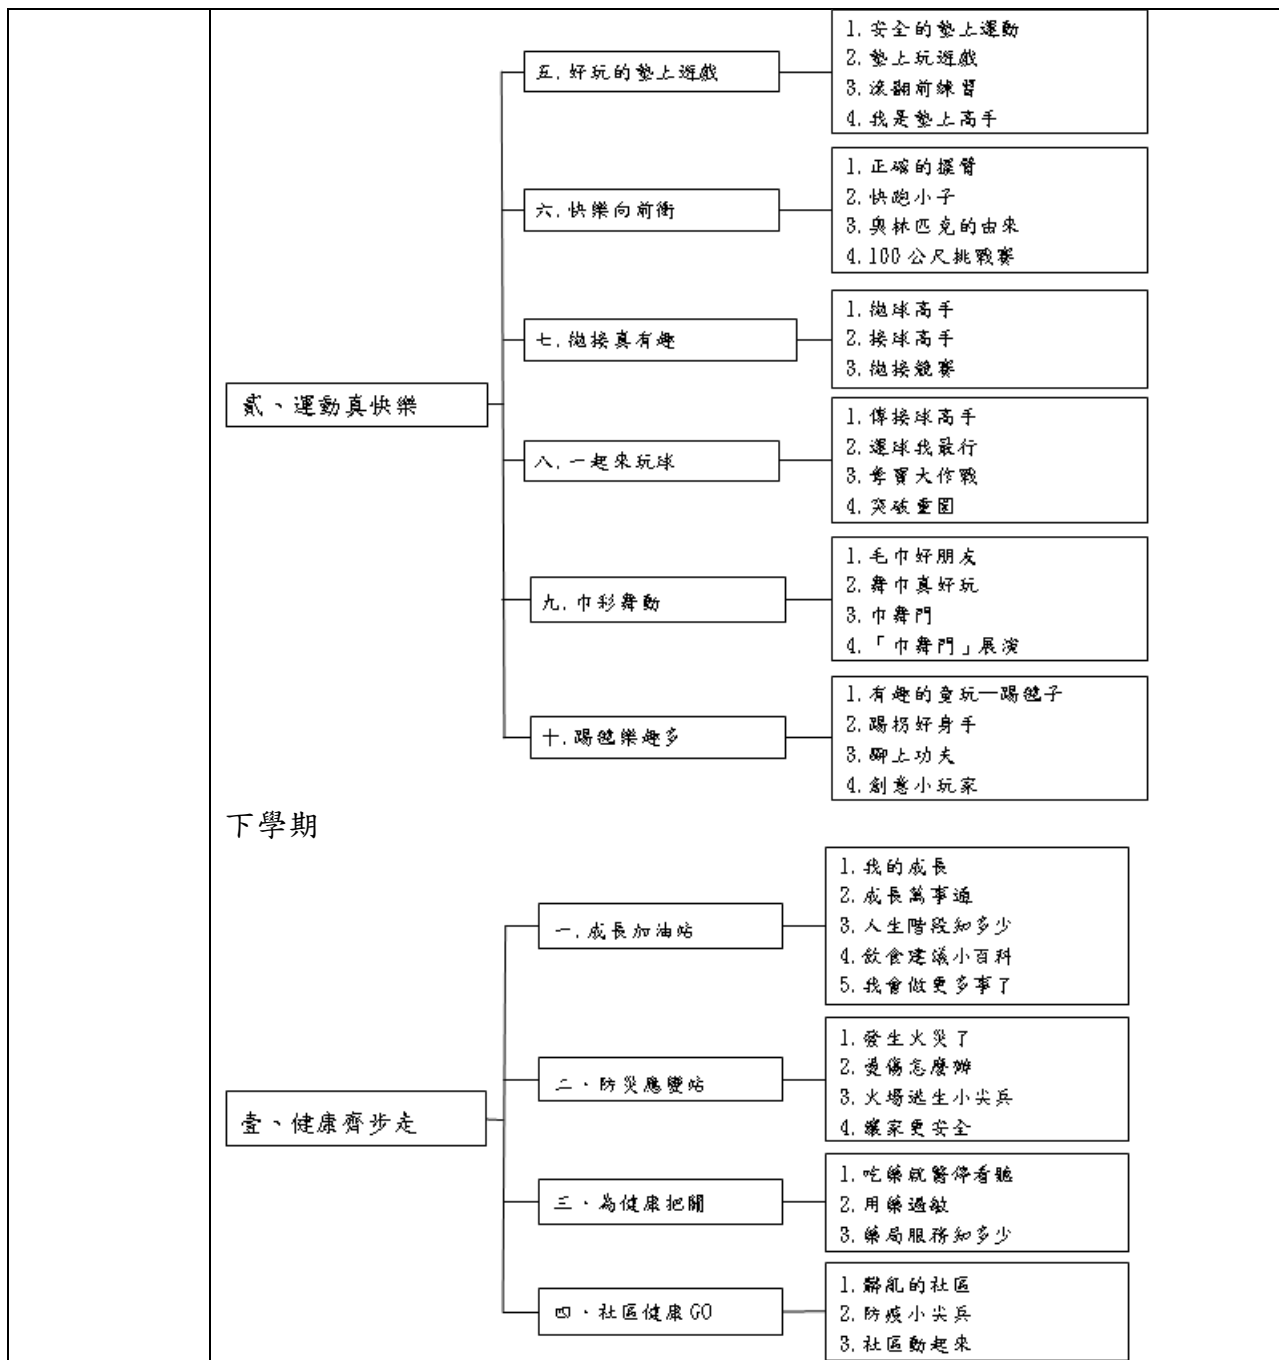 貳、運動真快樂
五.好玩的墊上遊戲
1.安全的墊上運動
2.墊上玩遊戲
3.滾翻前練習
4.我是墊上高手
六.快樂向前衝
1.正確的擺臂
2.快跑小子
3.奧林匹克的由來
4.100公尺挑戰賽
七.拋接真有趣
1.拋球高手
2.接球高手
3.拋接競賽
八.一起來玩球
1.傳接球高手
2.運球我最行
3.奪寶大作戰
4.突破重圍
九.巾彩舞動
1.毛巾好朋友
2.舞巾真好玩
3.巾舞鬥
4.「巾舞鬥」展演
十.踢毽樂趣多
1.有趣的童玩—踢毽子
2.踢拐好身手
3.腳上功夫
4.創意小玩家
下學期
壹、健康齊步走
一.成長加油站
1.我的成長
2.成長萬事通
3.人生階段知多少
4.飲食建議小百科
5.我會做更多事了
二、防災應變站
1.發生火災了
2.燙傷怎麼辦
3.火場逃生小尖兵
4.讓家更安全
三、為健康把關
1.吃藥就醫停看聽
2.用藥過敏
3.藥局服務知多少
四、社區健康GO
1.髒亂的社區
2.防疫小尖兵
3.社區動起來